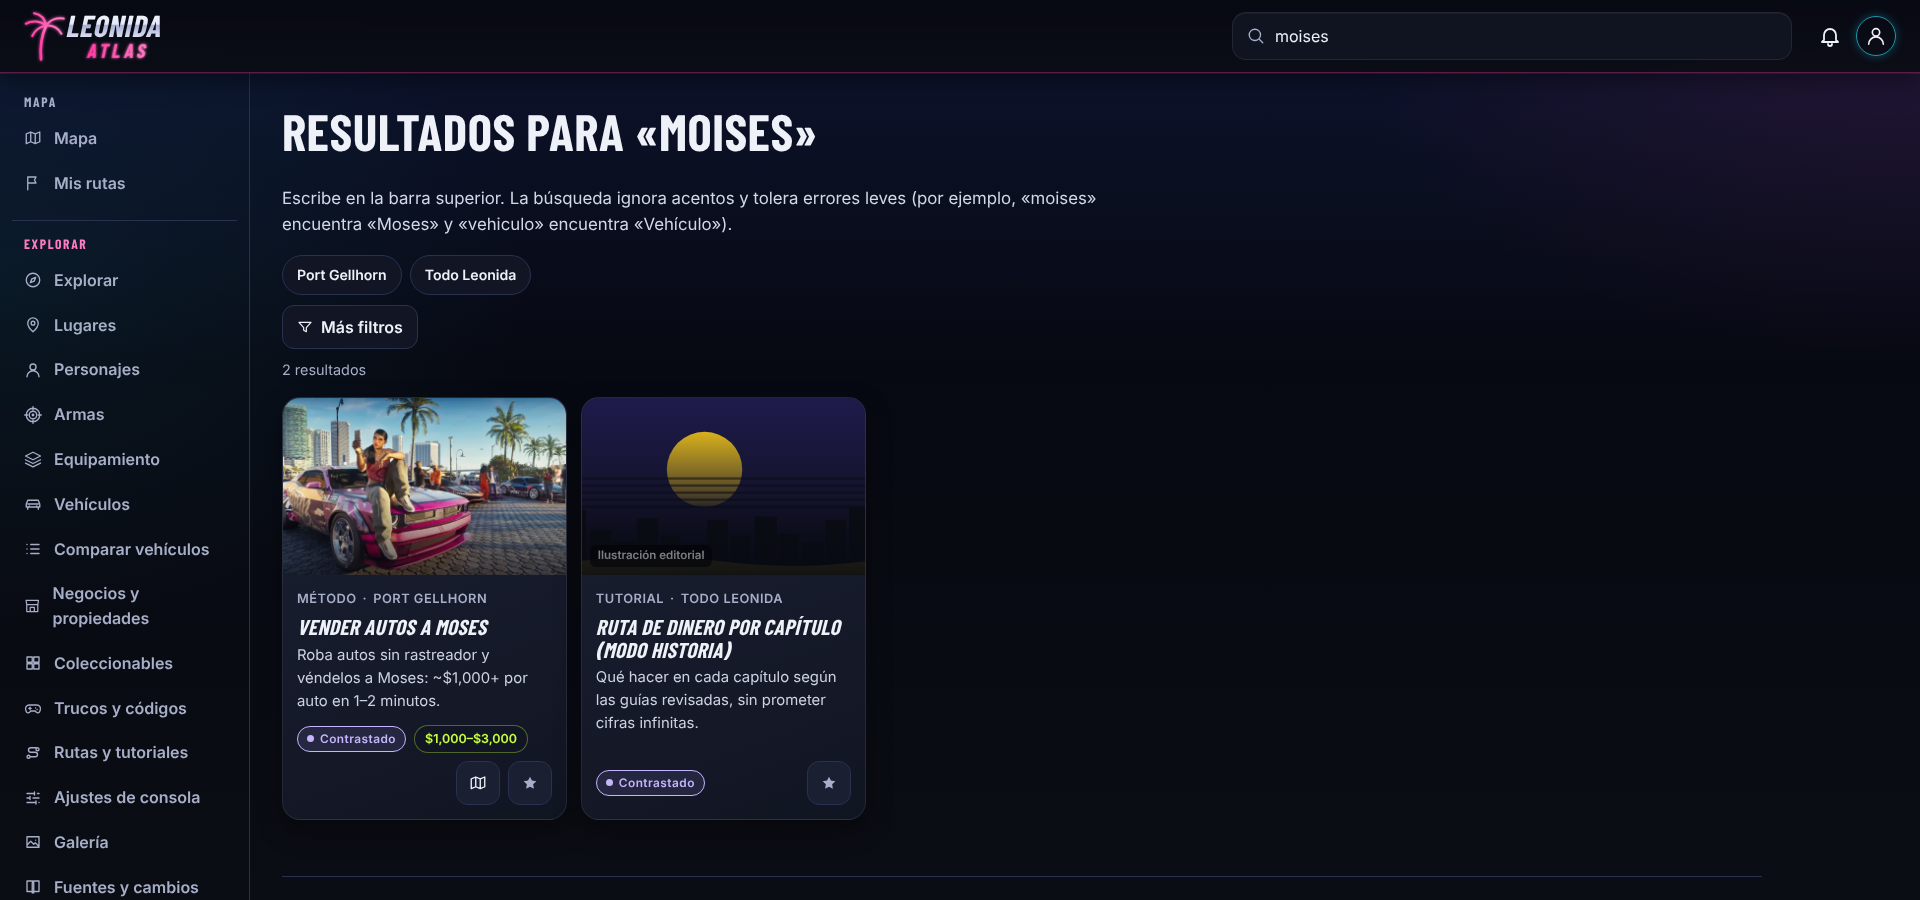 LEONIDA
ATLAS
moises
MAPA
Mapa
Mis rutas
EXPLORAR
Explorar
Lugares
Personajes
Armas
Equipamiento
Vehículos
Comparar vehículos
Negocios y
propiedades
Coleccionables
Trucos y códigos
Rutas y tutoriales
Ajustes de consola
Galería
Fuentes y cambios
RESULTADOS PARA «MOISES»
Escribe en la barra superior. La búsqueda ignora acentos y tolera errores leves (por ejemplo, «moises»
encuentra «Moses» y «vehiculo» encuentra «Vehículo»).
Port Gellhorn
Todo Leonida
Más filtros
2 resultados
MÉTODO · PORT GELLHORN
VENDER AUTOS A MOSES
Roba autos sin rastreador y
véndelos a Moses: ~$1,000+ por
auto en 1–2 minutos.
Contrastado
$1,000–$3,000
Ilustración editorial
TUTORIAL · TODO LEONIDA
RUTA DE DINERO POR CAPÍTULO
(MODO HISTORIA)
Qué hacer en cada capítulo según
las guías revisadas, sin prometer
cifras infinitas.
Contrastado